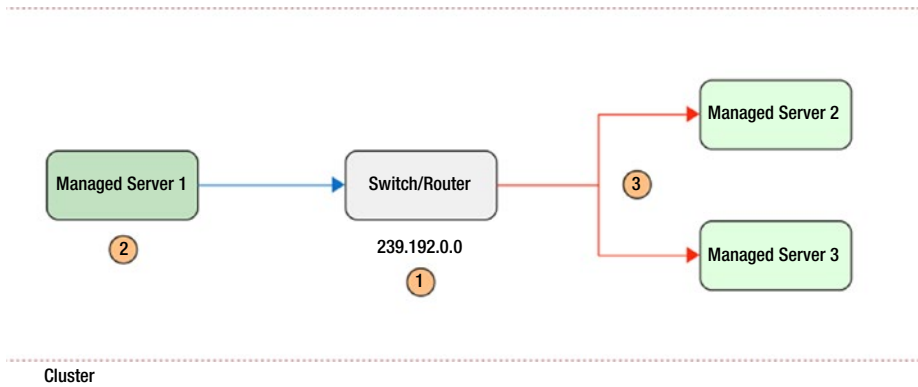 Managed Server 2
Managed Server 1
Switch/Router
3
2
239.192.0.0
1
Managed Server 3
Cluster